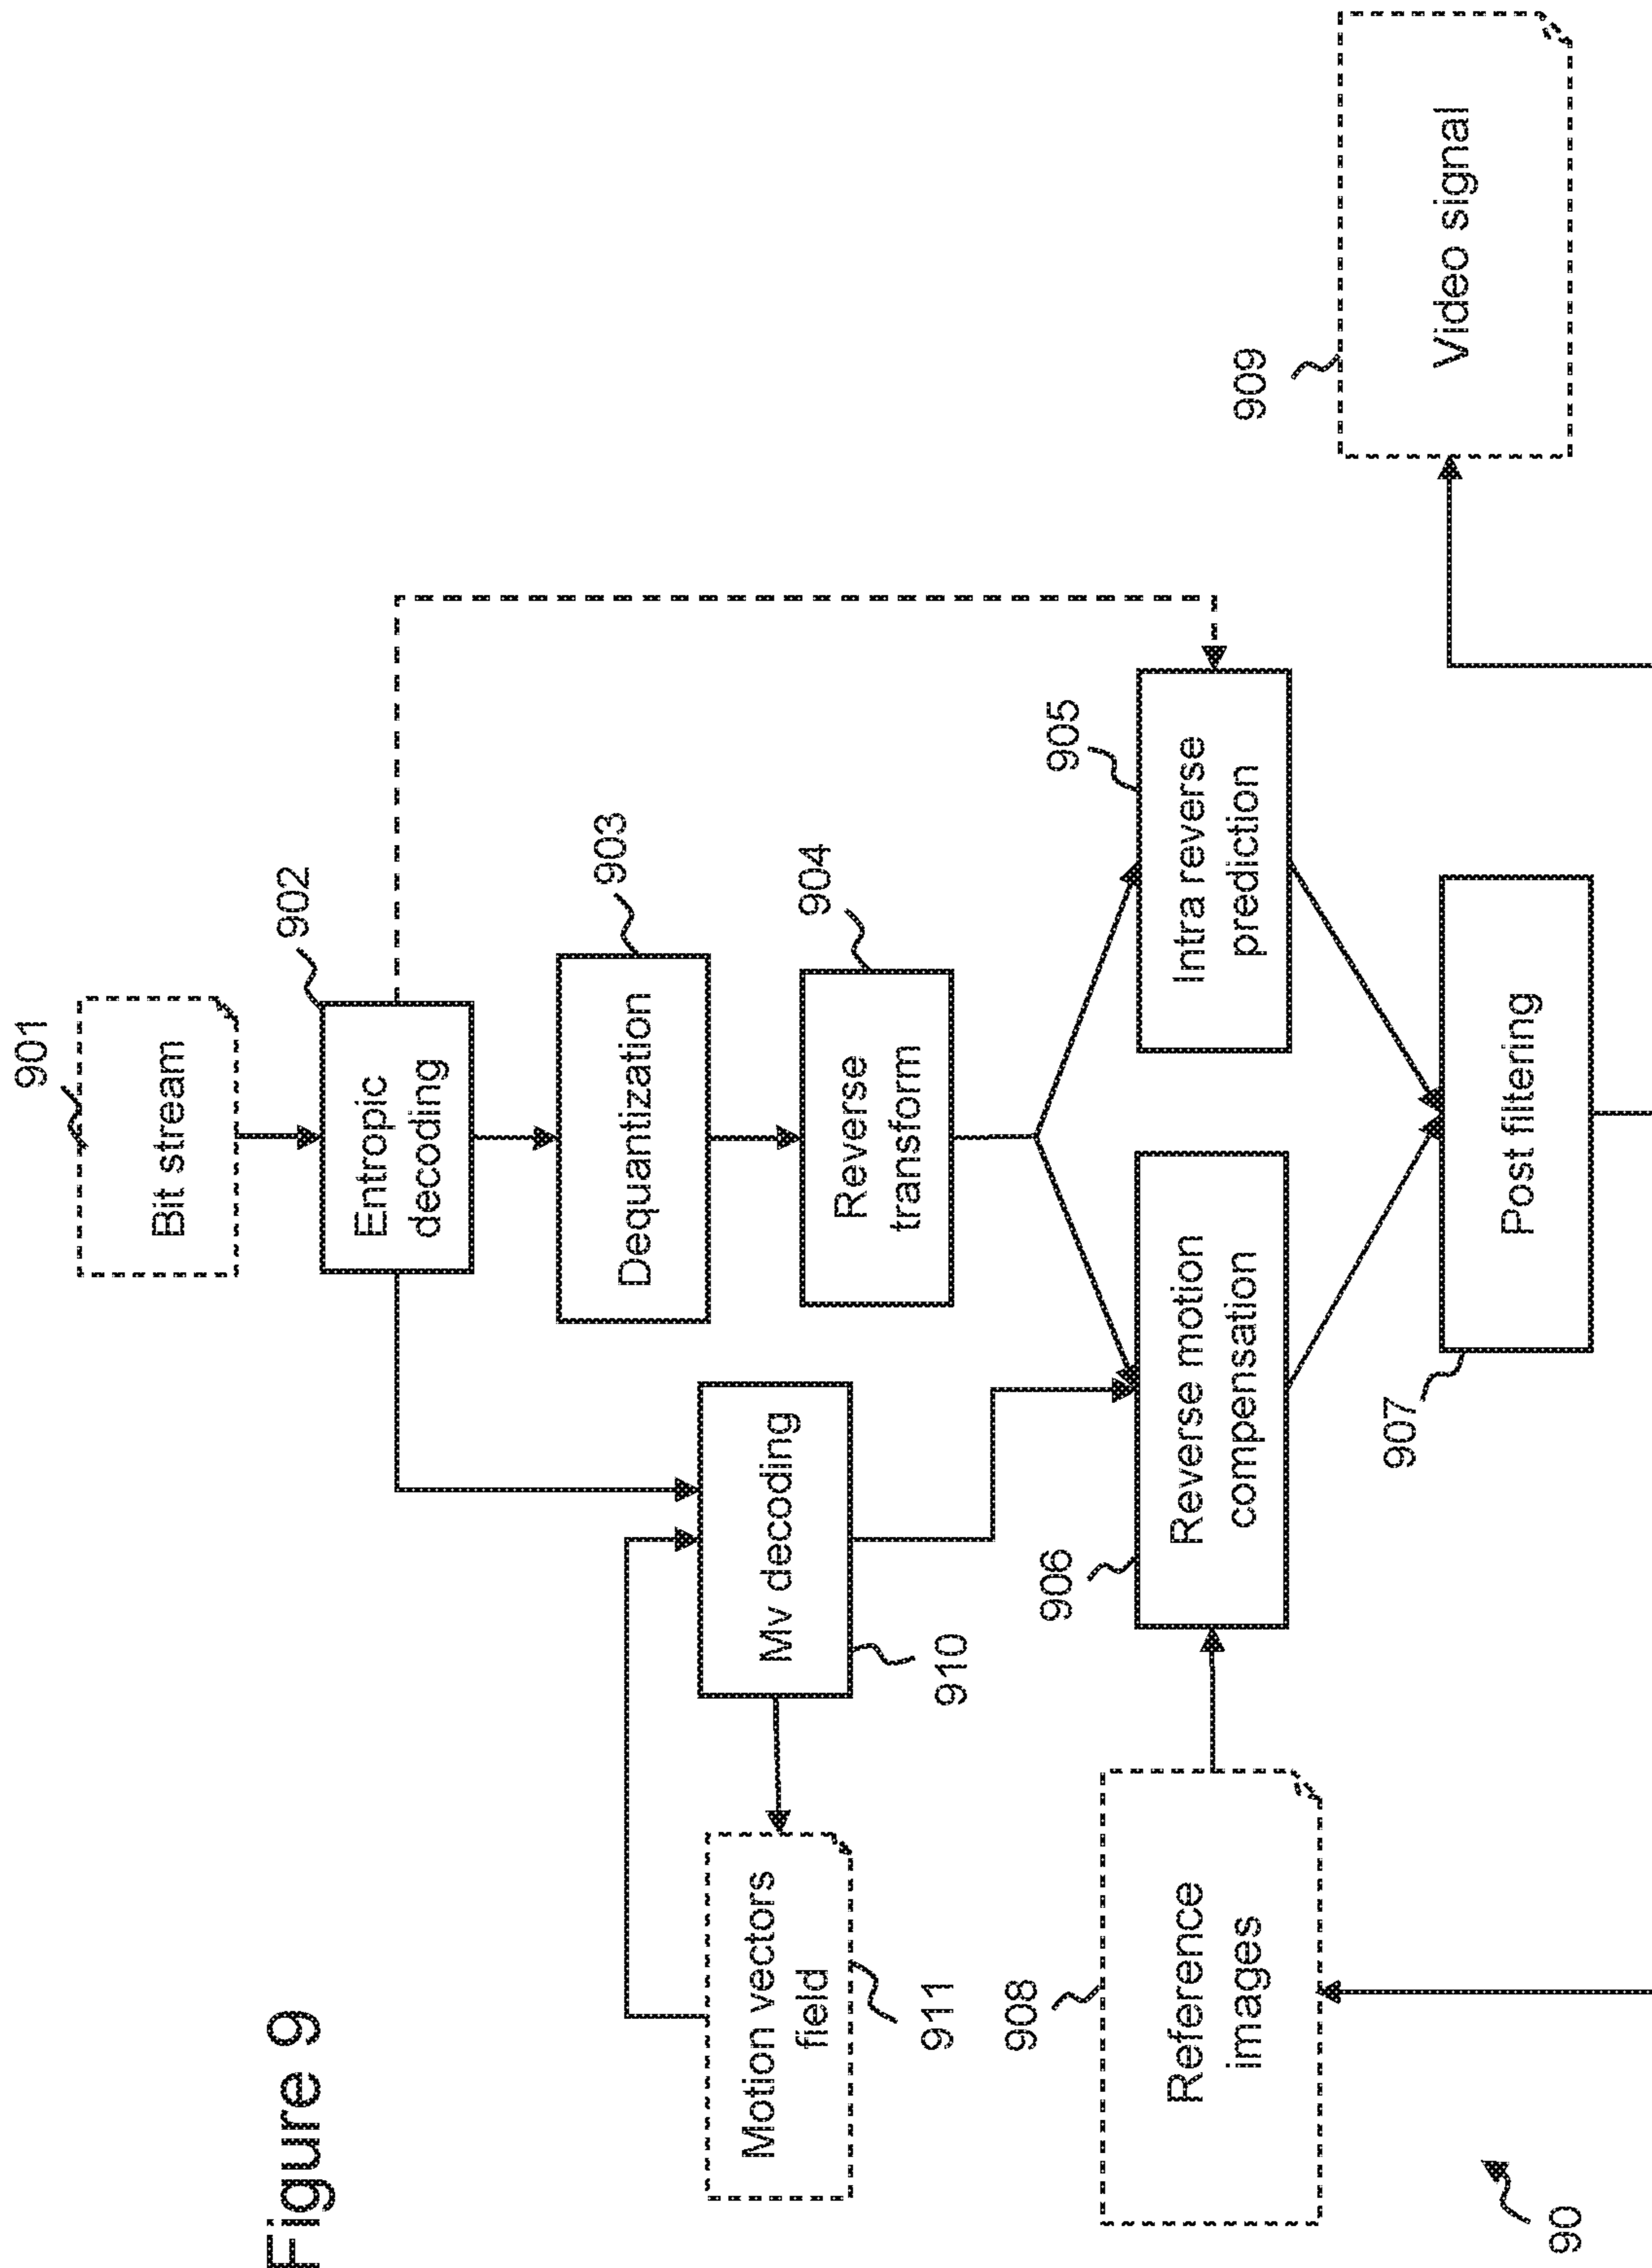 Figure 9
901
Bit stream
902
Entropic
decoding
903
Dequantization
904
Reverse
transform
Mv decoding
910
Motion vectors
field
911
905
Intra reverse
prediction
906
Reverse motion
compensation
908
Reference
images
907
Post filtering
909
Video signal
90